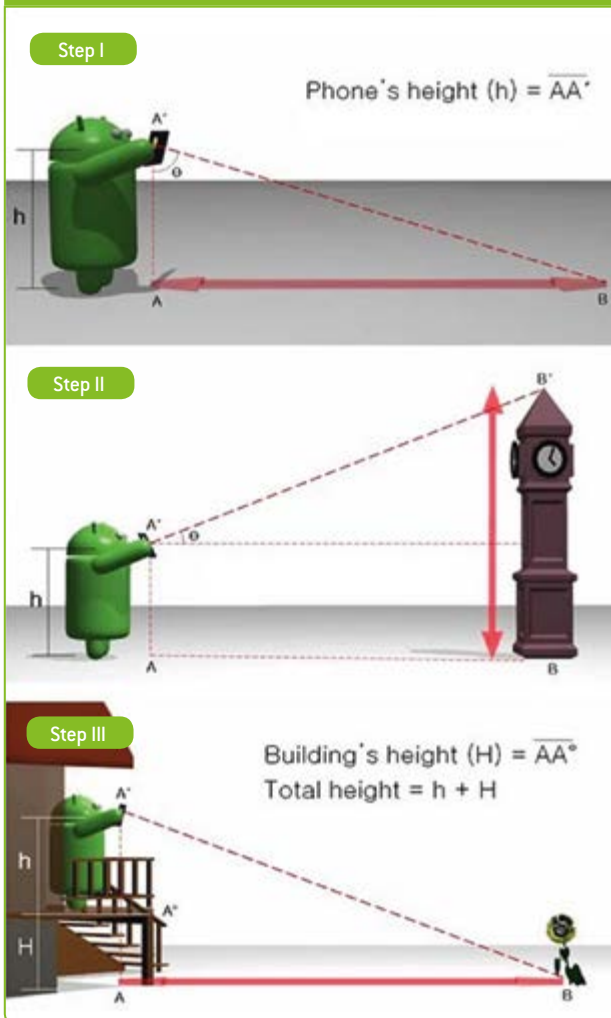 Step I
Phone's height (h) = AA'
A'
θ
h
A
B
Step II
B'
A'
θ
h
A
B
Step III
Building's height (H) = AA°
Total height = h + H
A'
h
A°
H
A
B